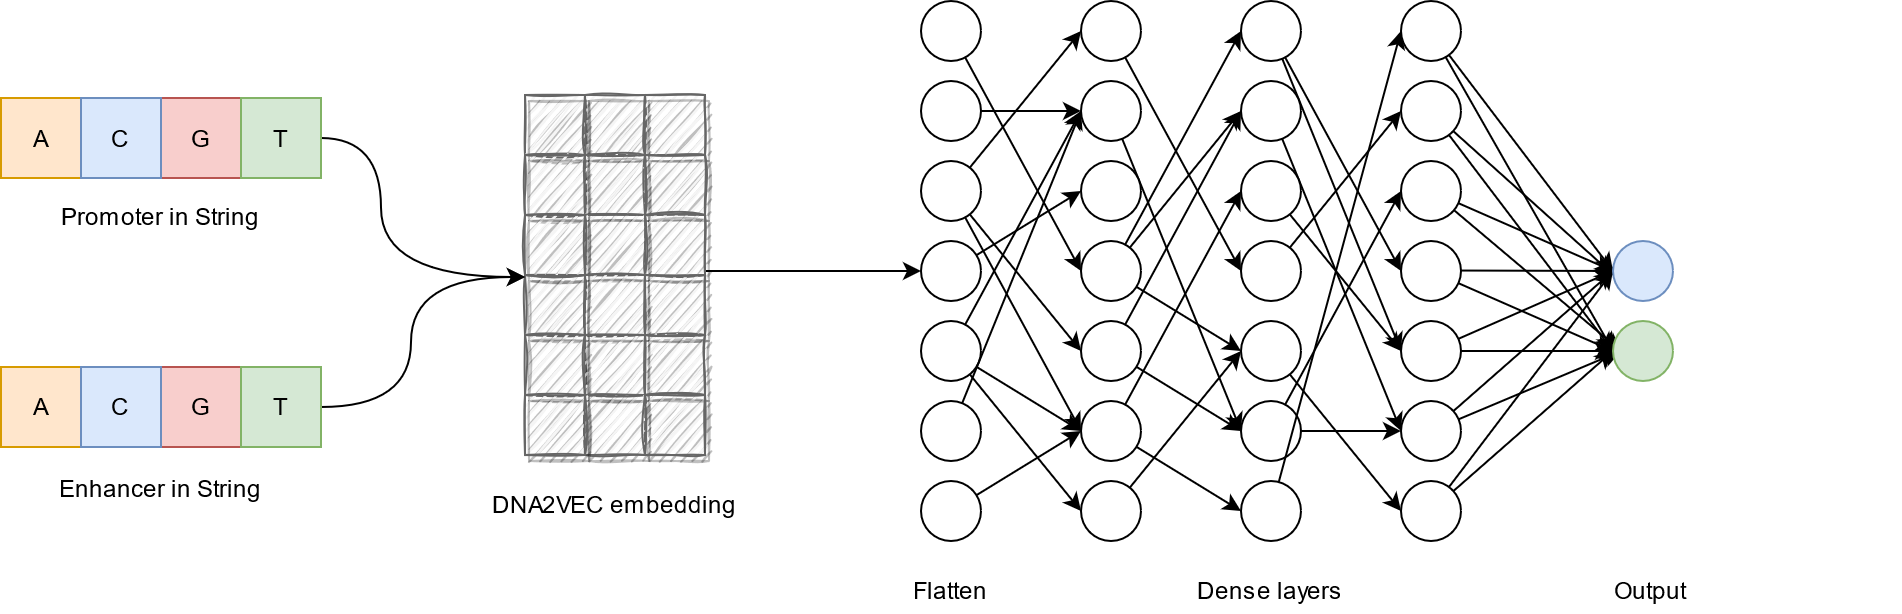 A C G T
Promoter in String
A C G T
Enhancer in String
DNA2VEC embedding
Flatten
Dense layers
Output